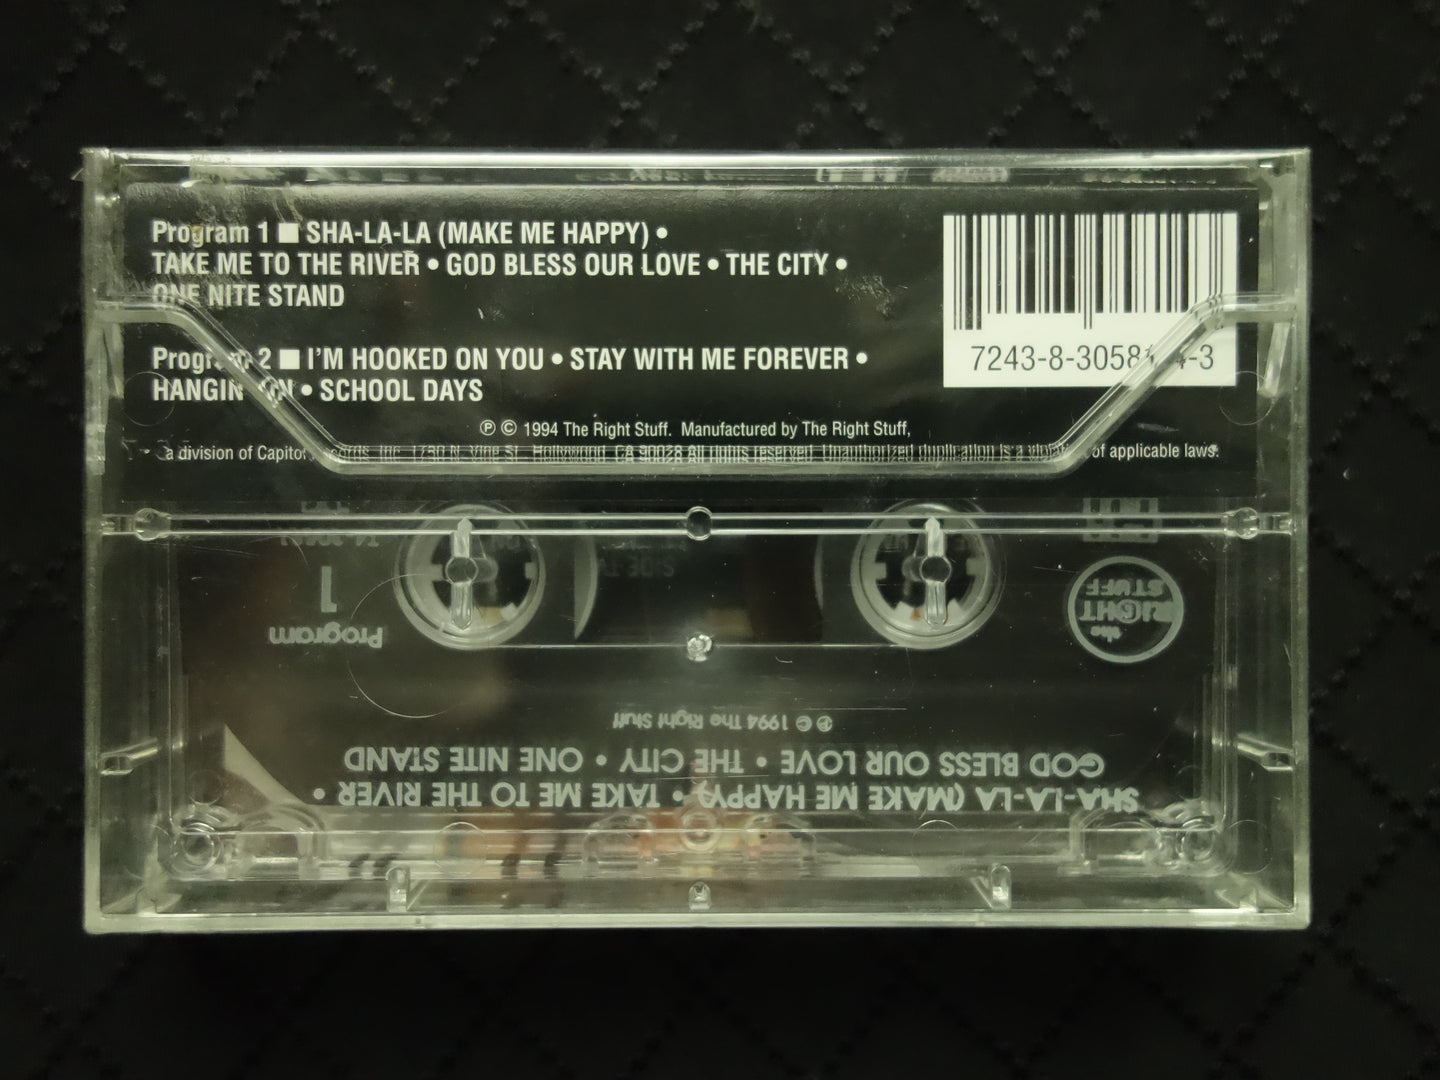 Program 1 ■ SHA-LA-LA (MAKE ME HAPPY) •
TAKE ME TO THE RIVER • GOD BLESS OUR LOVE • THE CITY •
ONE NITE STAND
Program 2 ■ I'M HOOKED ON YOU • STAY WITH ME FOREVER •
HANGIN' ON • SCHOOL DAYS
7243-8-3058 4-3
℗ © 1994 The Right Stuff. Manufactured by The Right Stuff,
a division of Capitol Records, Inc. 1750 N. Vine St., Hollywood, CA 90028 All rights reserved. Unauthorized duplication is a violation of applicable laws.
SHA-LA-LA (MAKE ME HAPPY) • TAKE ME TO THE RIVER •
GOD BLESS OUR LOVE • THE CITY • ONE NITE STAND
℗ © 1994 The Right Stuff
the
RIGHT
STUFF
Program
1